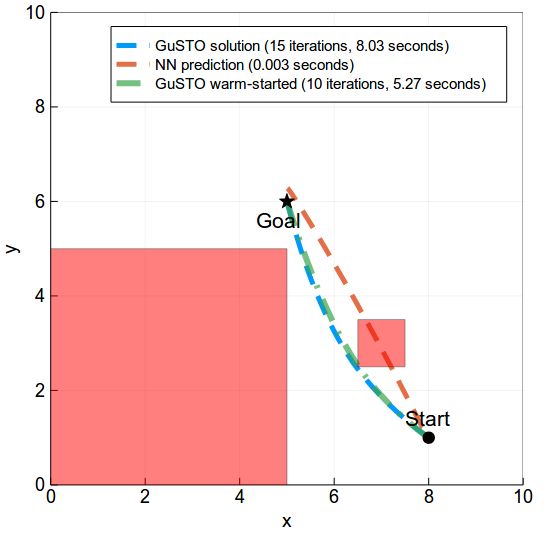 10
GuSTO solution (15 iterations, 8.03 seconds)
NN prediction (0.003 seconds)
GuSTO warm-started (10 iterations, 5.27 seconds)
8
6
Goal
y
4
2
Start
0
0 2 4 6 8 10
x